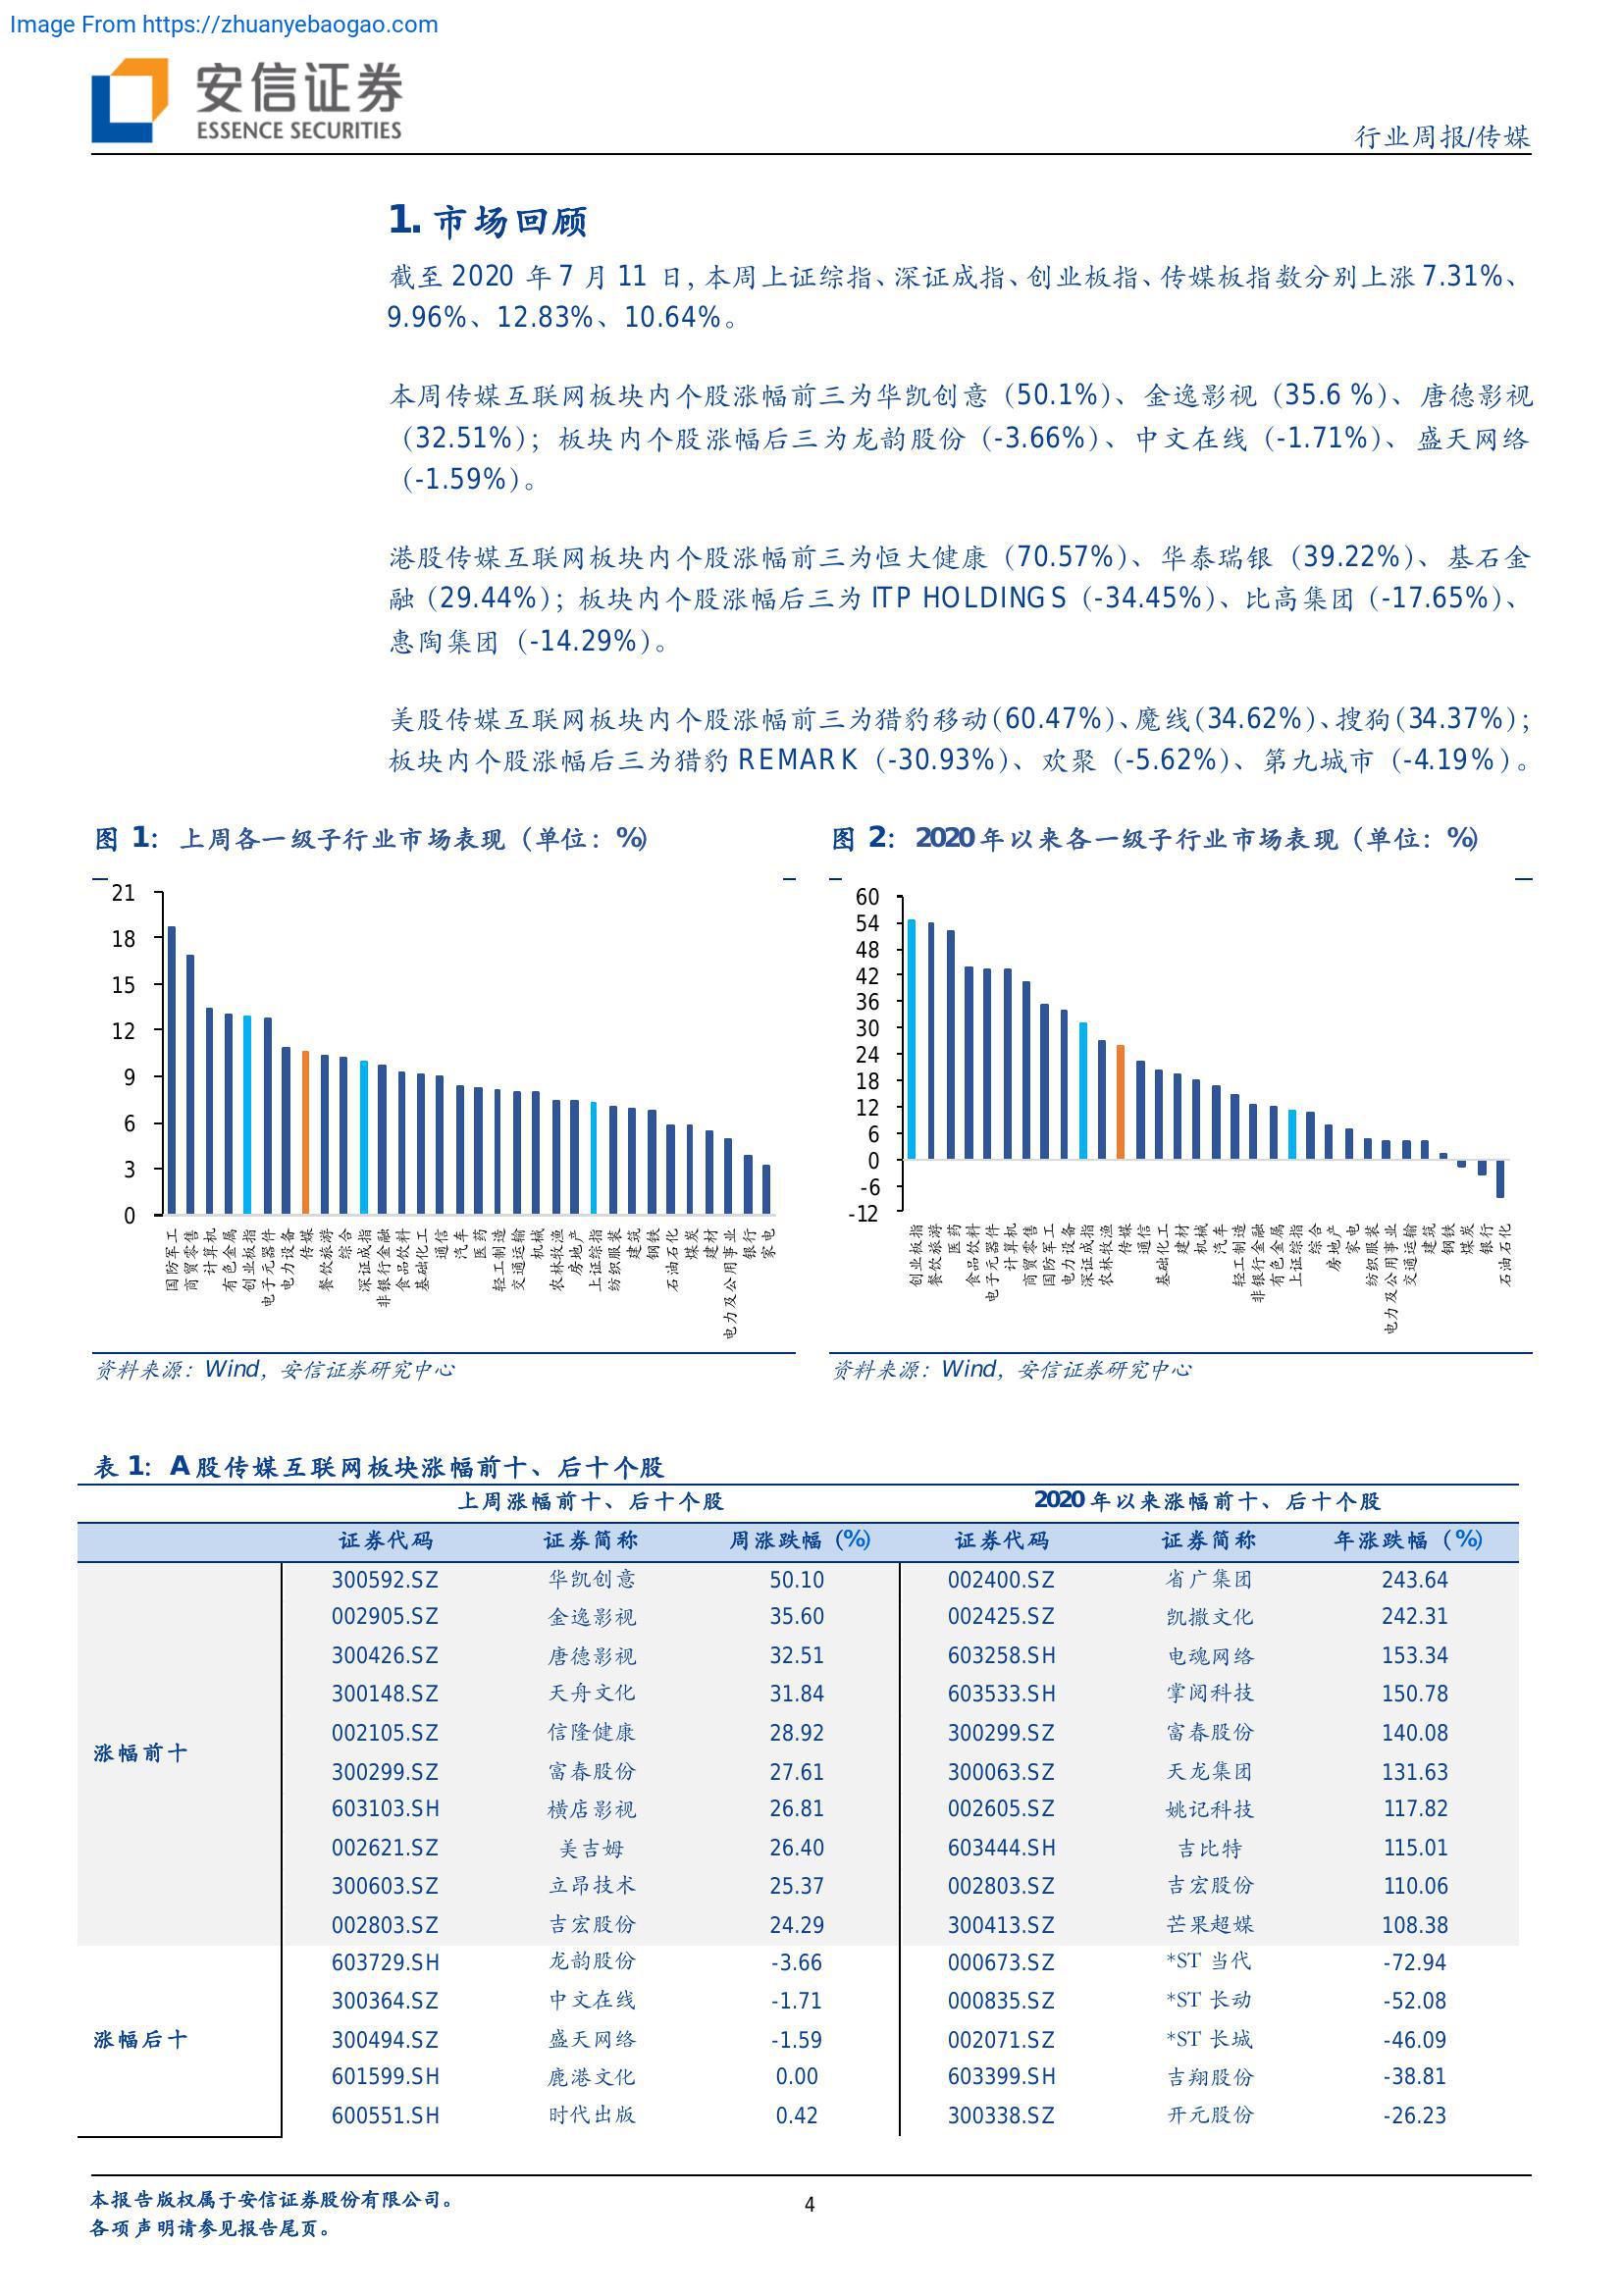 Image From https://zhuanyebaogao.com
安信证券
ESSENCE SECURITIES
行业周报/传媒
1. 市场回顾
截至 2020 年 7 月 11 日，本周上证综指、深证成指、创业板指、传媒板指数分别上涨 7.31%、
9.96%、12.83%、10.64%。
本周传媒互联网板块内个股涨幅前三为华凯创意（50.1%）、金逸影视（35.6 %）、唐德影视
（32.51%）；板块内个股涨幅后三为龙韵股份（-3.66%）、中文在线（-1.71%）、盛天网络
（-1.59%）。
港股传媒互联网板块内个股涨幅前三为恒大健康（70.57%）、华泰瑞银（39.22%）、基石金
融（29.44%）；板块内个股涨幅后三为 ITP HOLDINGS（-34.45%）、比高集团（-17.65%）、
惠陶集团（-14.29%）。
美股传媒互联网板块内个股涨幅前三为猎豹移动(60.47%)、魔线(34.62%)、搜狗(34.37%)；
板块内个股涨幅后三为猎豹 REMARK（-30.93%）、欢聚（-5.62%）、第九城市（-4.19%）。
图 1：上周各一级子行业市场表现（单位：%）
21
18
15
12
9
6
3
0
国防军工
商贸零售
计算机
有色金属
创业板指
电子元器件
电力设备
传媒
餐饮旅游
综合
深证成指
非银行金融
食品饮料
基础化工
通信
汽车
医药
轻工制造
交通运输
机械
农林牧渔
房地产
上证综指
纺织服装
建筑
钢铁
石油石化
煤炭
建材
电力及公用事业
银行
家电
资料来源：Wind，安信证券研究中心
图 2：2020 年以来各一级子行业市场表现（单位：%）
60
54
48
42
36
30
24
18
12
6
0
-6
-12
创业板指
餐饮旅游
医药
食品饮料
电子元器件
计算机
商贸零售
国防军工
电力设备
深证成指
农林牧渔
传媒
通信
基础化工
建材
机械
汽车
轻工制造
非银行金融
有色金属
上证综指
综合
房地产
家电
纺织服装
电力及公用事业
交通运输
建筑
钢铁
煤炭
银行
石油石化
资料来源：Wind，安信证券研究中心
表 1：A 股传媒互联网板块涨幅前十、后十个股
上周涨幅前十、后十个股 2020 年以来涨幅前十、后十个股
证券代码 证券简称 周涨跌幅（%） 证券代码 证券简称 年涨跌幅（%）
涨幅前十
300592.SZ 华凯创意 50.10 002400.SZ 省广集团 243.64
002905.SZ 金逸影视 35.60 002425.SZ 凯撒文化 242.31
300426.SZ 唐德影视 32.51 603258.SH 电魂网络 153.34
300148.SZ 天舟文化 31.84 603533.SH 掌阅科技 150.78
002105.SZ 信隆健康 28.92 300299.SZ 富春股份 140.08
300299.SZ 富春股份 27.61 300063.SZ 天龙集团 131.63
603103.SH 横店影视 26.81 002605.SZ 姚记科技 117.82
002621.SZ 美吉姆 26.40 603444.SH 吉比特 115.01
300603.SZ 立昂技术 25.37 002803.SZ 吉宏股份 110.06
002803.SZ 吉宏股份 24.29 300413.SZ 芒果超媒 108.38
涨幅后十
603729.SH 龙韵股份 -3.66 000673.SZ *ST 当代 -72.94
300364.SZ 中文在线 -1.71 000835.SZ *ST 长动 -52.08
300494.SZ 盛天网络 -1.59 002071.SZ *ST 长城 -46.09
601599.SH 鹿港文化 0.00 603399.SH 吉翔股份 -38.81
600551.SH 时代出版 0.42 300338.SZ 开元股份 -26.23
本报告版权属于安信证券股份有限公司。
各项声明请参见报告尾页。
4